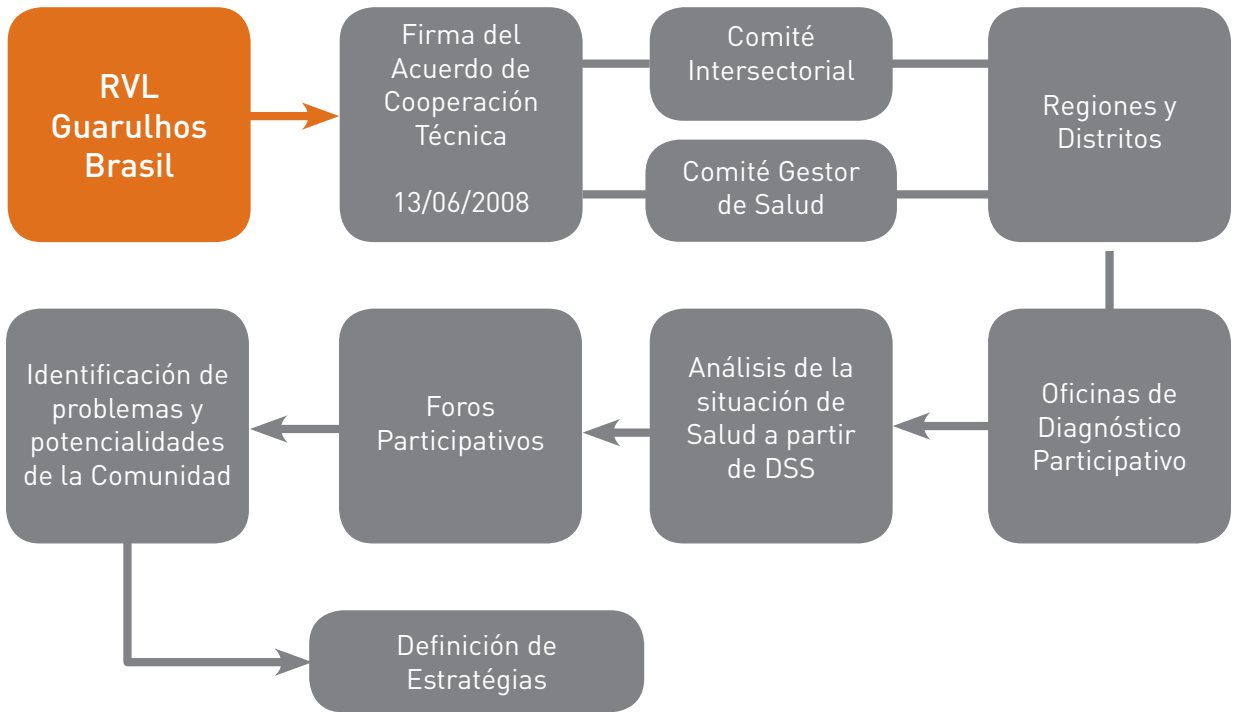 RVL
Guarulhos
Brasil
Firma del
Acuerdo de
Cooperación
Técnica
13/06/2008
Comité
Intersectorial
Comité Gestor
de Salud
Regiones y
Distritos
Identificación de
problemas y
potencialidades
de la Comunidad
Foros
Participativos
Análisis de la
situación de
Salud a partir
de DSS
Oficinas de
Diagnóstico
Participativo
Definición de
Estratégias